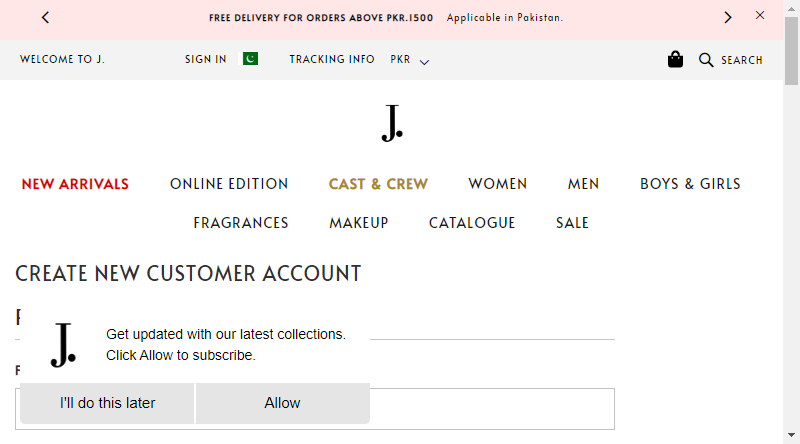 FREE DELIVERY FOR ORDERS ABOVE PKR.1500 Applicable in Pakistan.
WELCOME TO J. SIGN IN TRACKING INFO PKR SEARCH
J.
NEW ARRIVALS ONLINE EDITION CAST & CREW WOMEN MEN BOYS & GIRLS
FRAGRANCES MAKEUP CATALOGUE SALE
CREATE NEW CUSTOMER ACCOUNT
J.
Get updated with our latest collections.
Click Allow to subscribe.
I'll do this later Allow